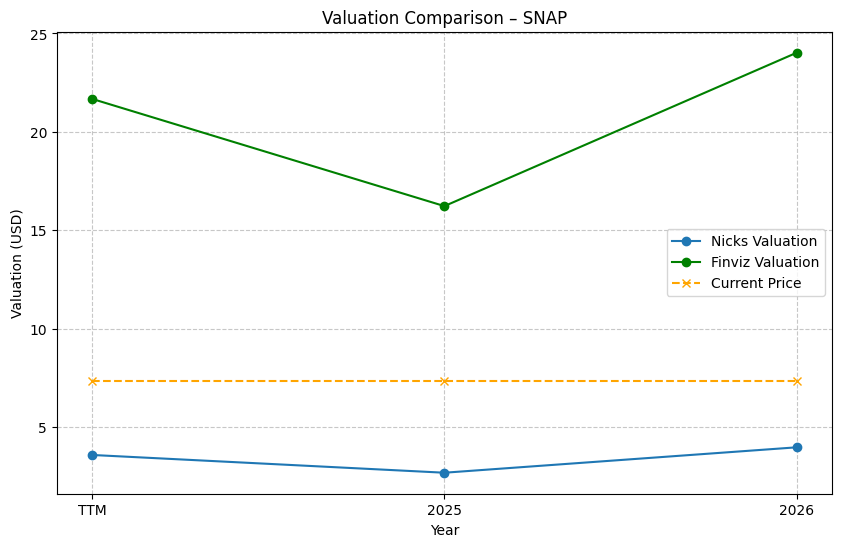 Valuation Comparison – SNAP
25
20
15
10
5
Valuation (USD)
Nicks Valuation
Finviz Valuation
Current Price
TTM
2025
2026
Year